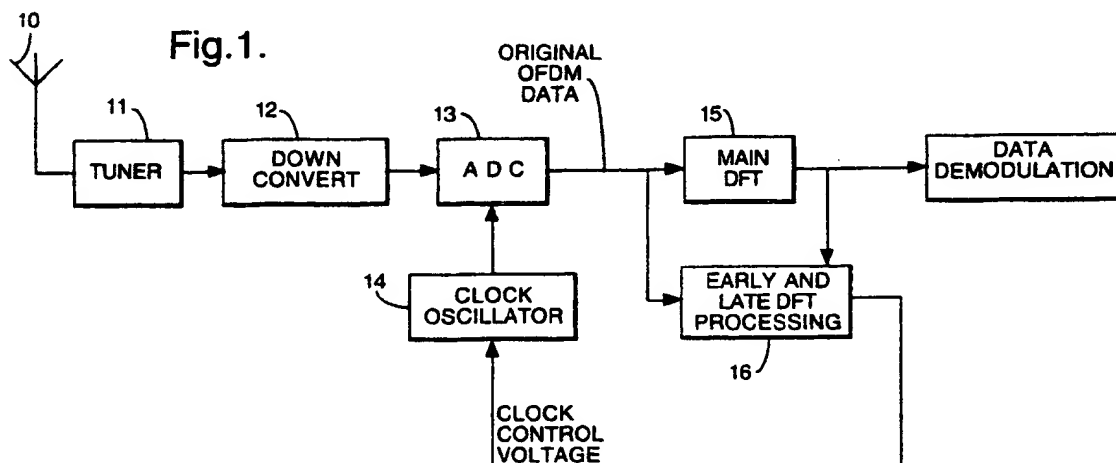 10
Fig.1.
11
TUNER
12
DOWN
CONVERT
13
A D C
ORIGINAL
OFDM
DATA
15
MAIN
DFT
DATA
DEMODULATION
14
CLOCK
OSCILLATOR
EARLY AND
LATE DFT
PROCESSING
16
CLOCK
CONTROL
VOLTAGE